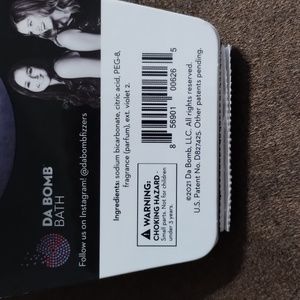 DA BOMB
BATH
Follow us on Instagram! @dabombfizzers
Ingredients: sodium bicarbonate, citric acid, PEG-8,
fragrance (parfum), ext. violet 2.
8 56901 00626 5
WARNING:
CHOKING HAZARD -
Small parts. Not for children
under 3 years.
©2021 Da Bomb, LLC. All rights reserved.
U.S. Patent No. D827425. Other patents pending.